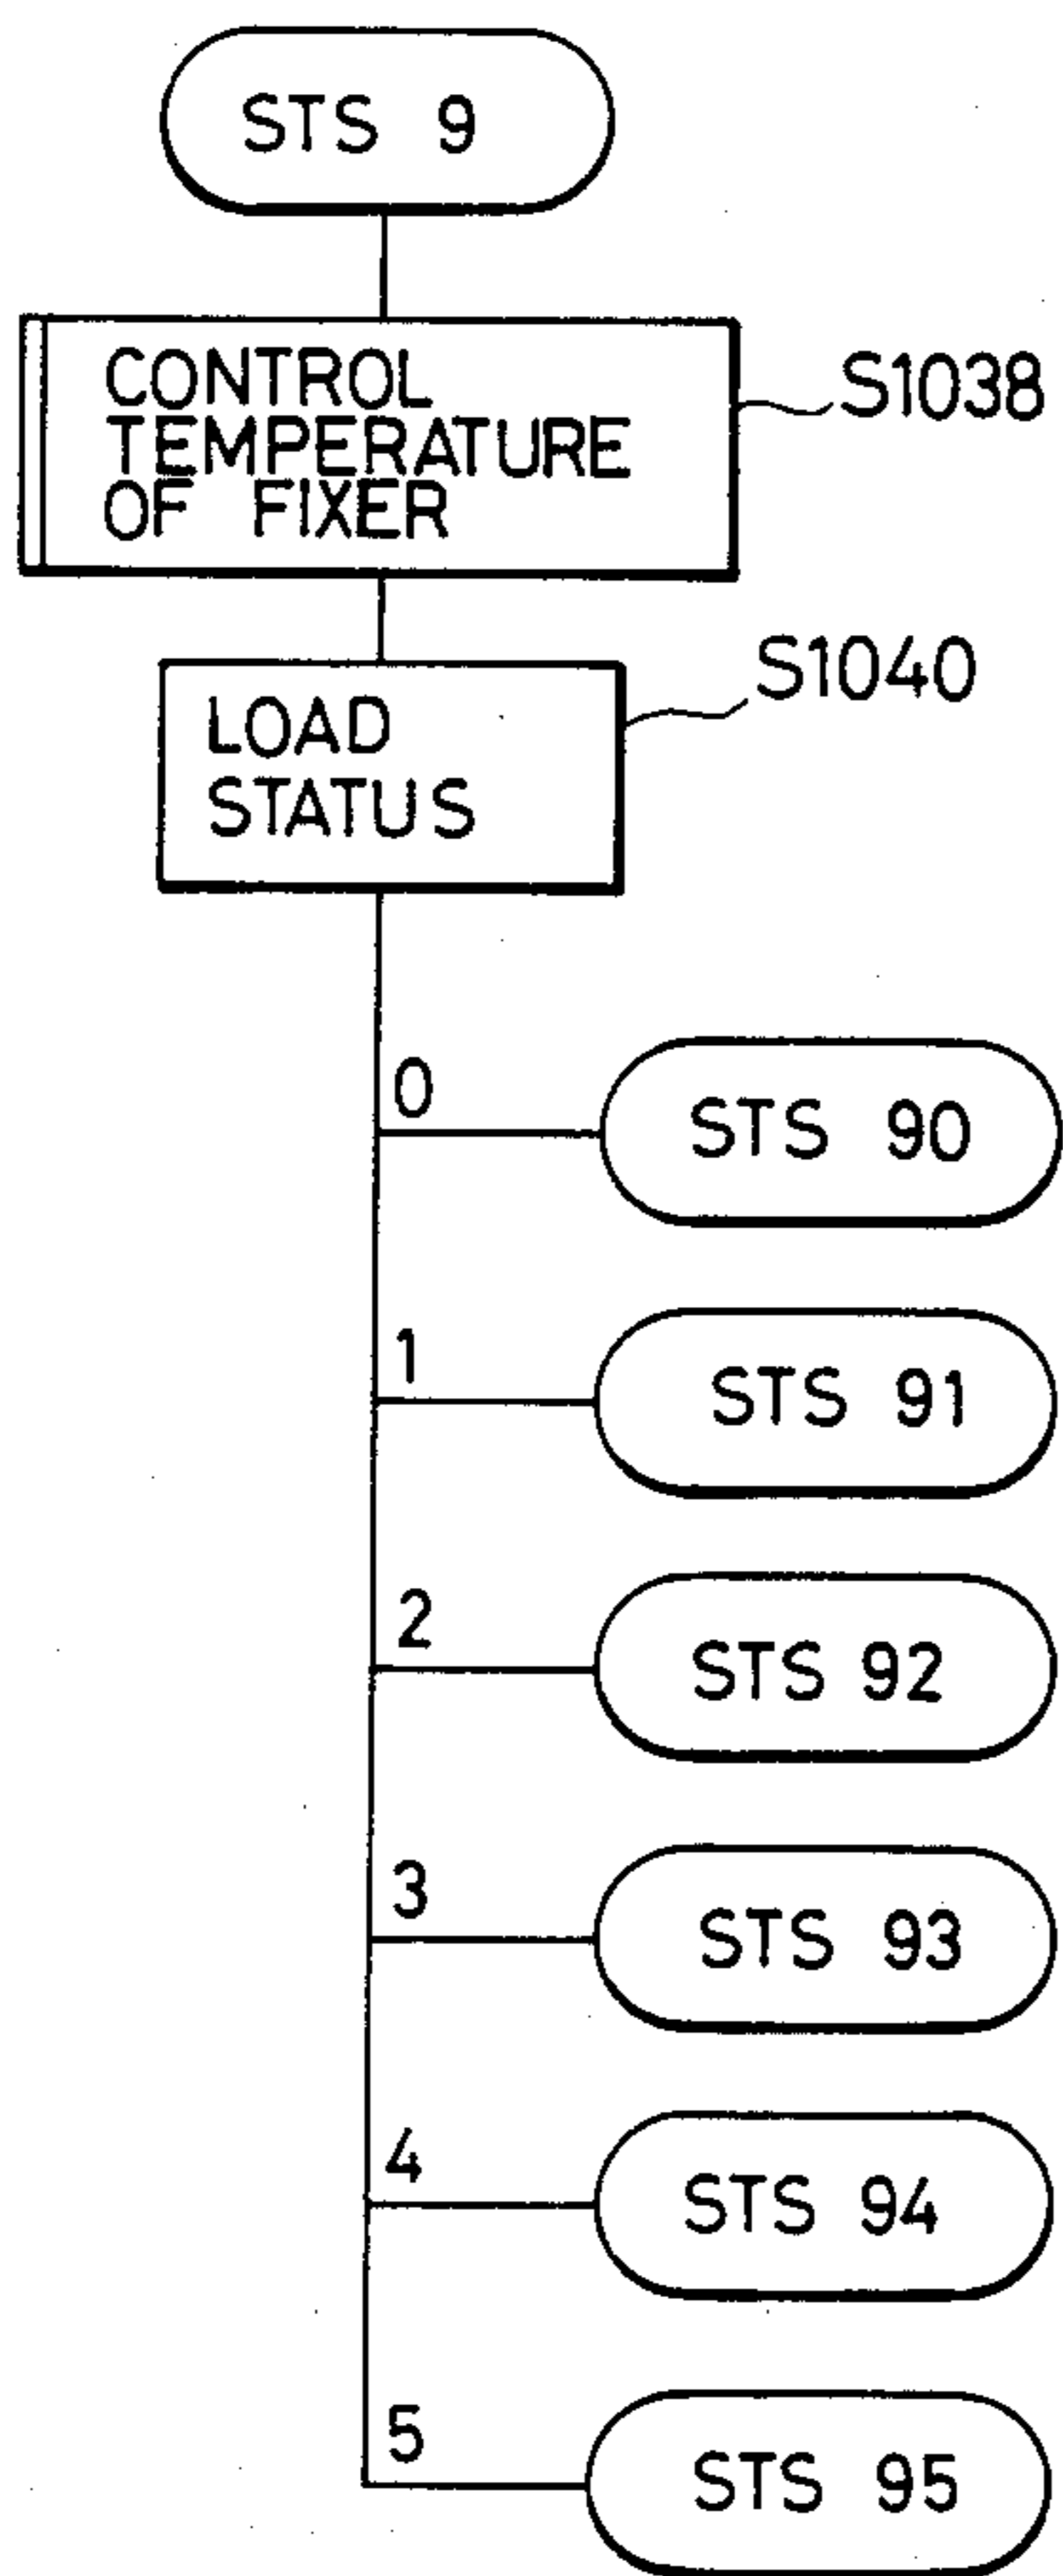 STS 9
CONTROL
TEMPERATURE
OF FIXER
S1038
LOAD
STATUS
S1040
0
STS 90
1
STS 91
2
STS 92
3
STS 93
4
STS 94
5
STS 95